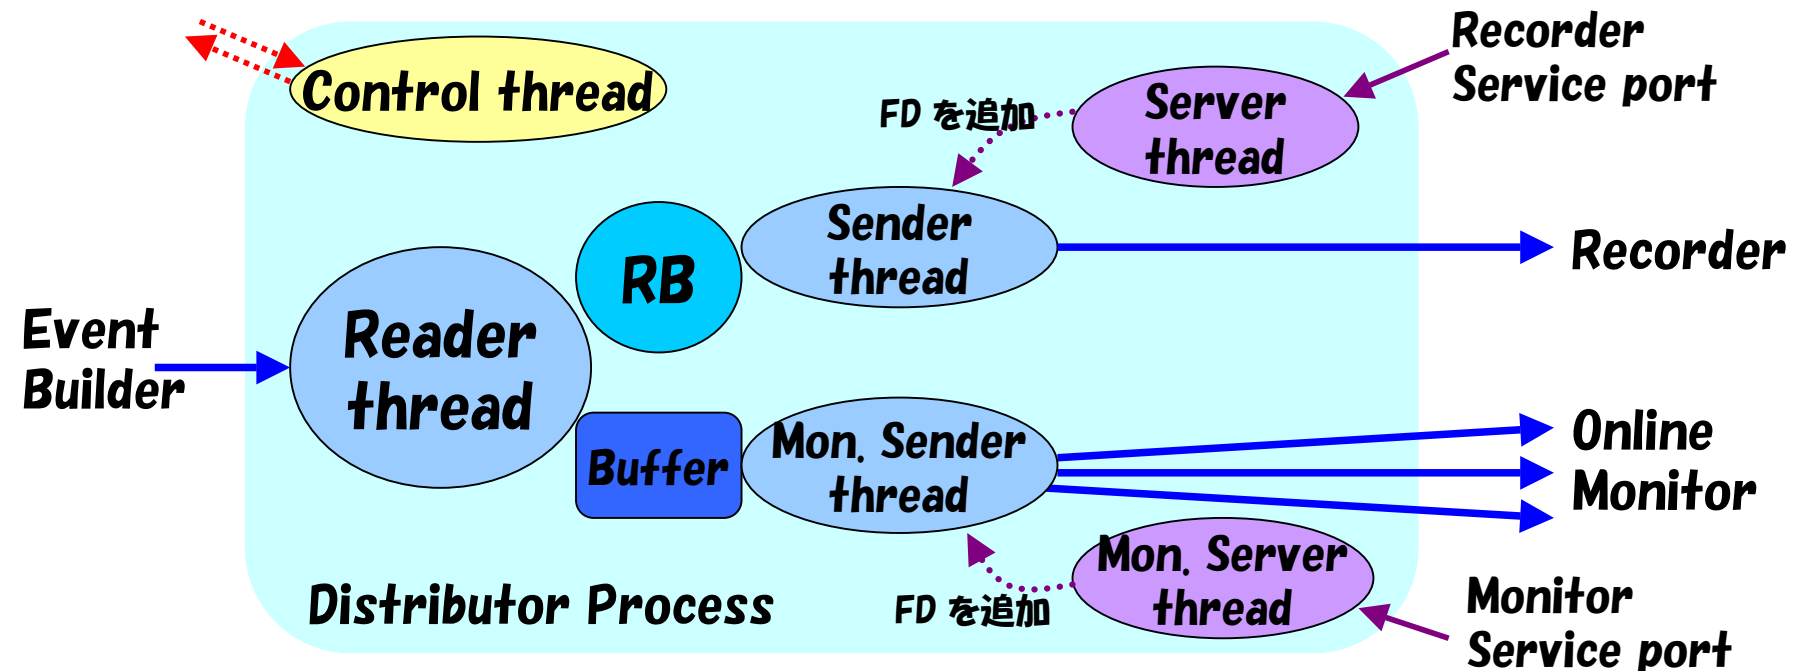 Recorder
Service port
Control thread
Server
thread
FD を追加
Sender
thread
Recorder
RB
Event
Builder
Reader
thread
Buffer
Mon. Sender
thread
Online
Monitor
Mon. Server
thread
FD を追加
Distributor Process
Monitor
Service port